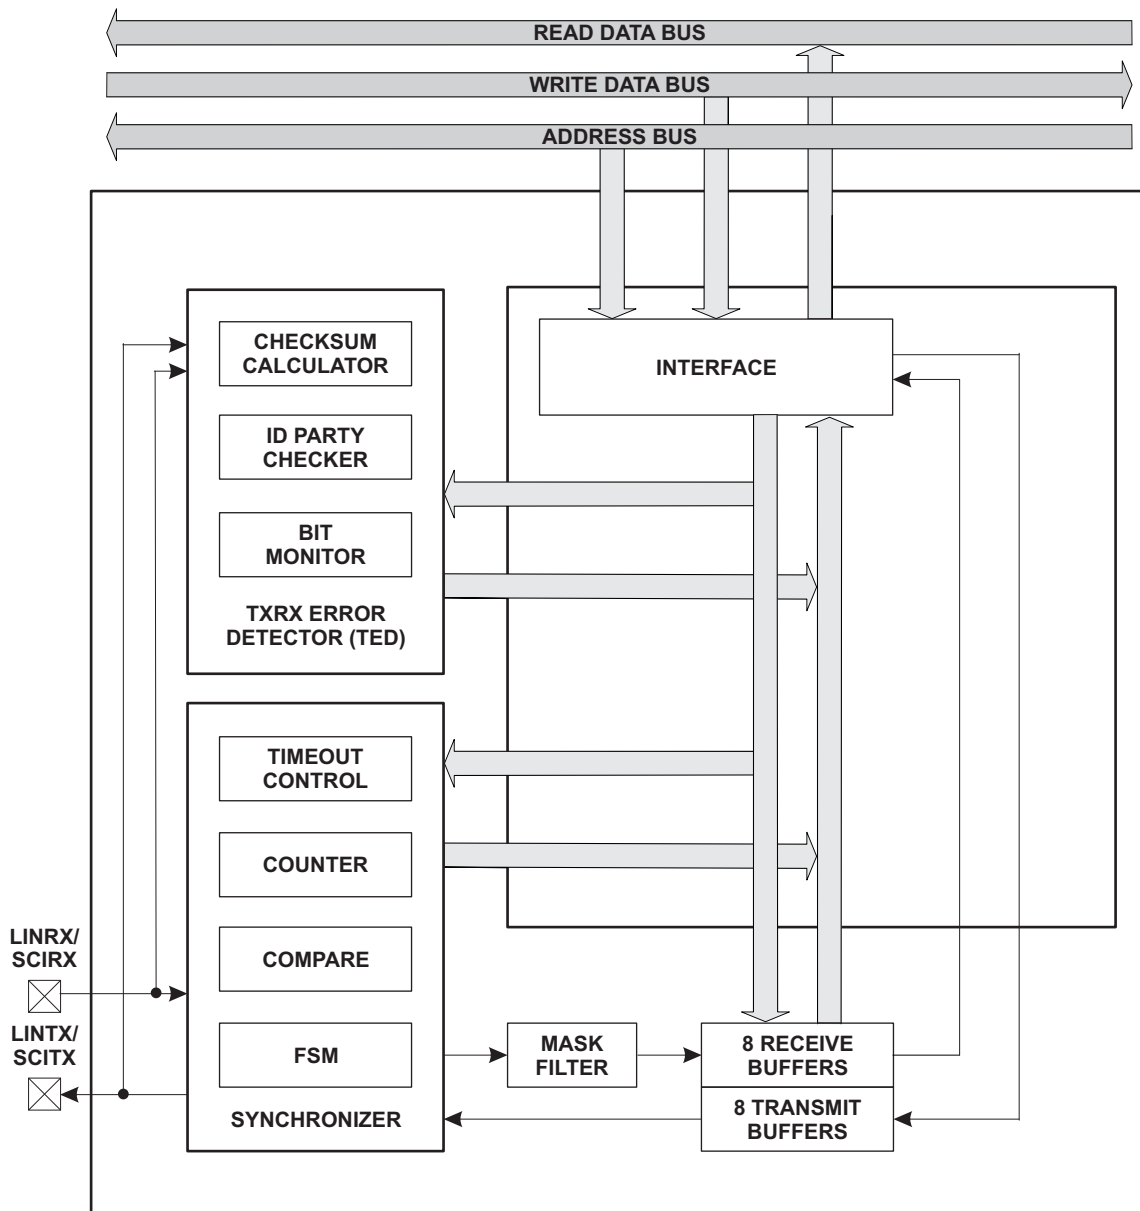 READ DATA BUS
WRITE DATA BUS
ADDRESS BUS
CHECKSUM
CALCULATOR
INTERFACE
ID PARTY
CHECKER
BIT
MONITOR
TXRX ERROR
DETECTOR (TED)
TIMEOUT
CONTROL
COUNTER
COMPARE
FSM
SYNCHRONIZER
LINRX/
SCIRX
LINTX/
SCITX
MASK
FILTER
8 RECEIVE
BUFFERS
8 TRANSMIT
BUFFERS